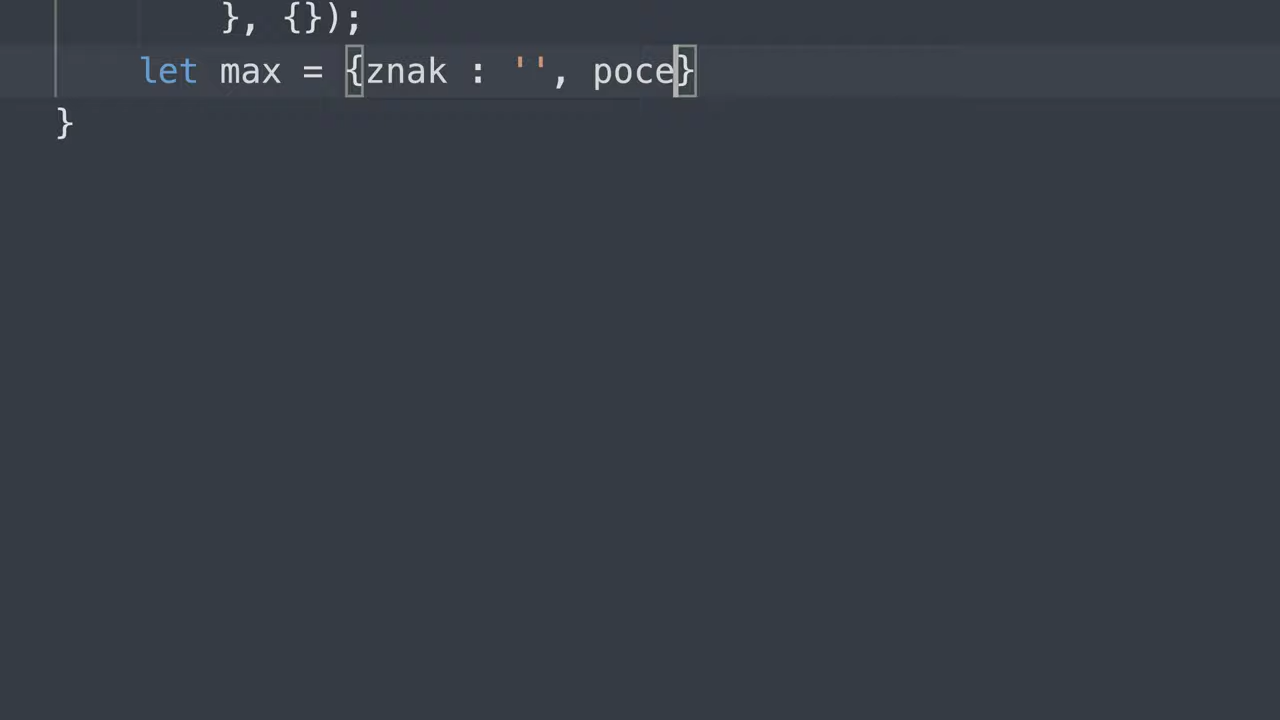 }, {});
let max = {znak : '', poce}
}